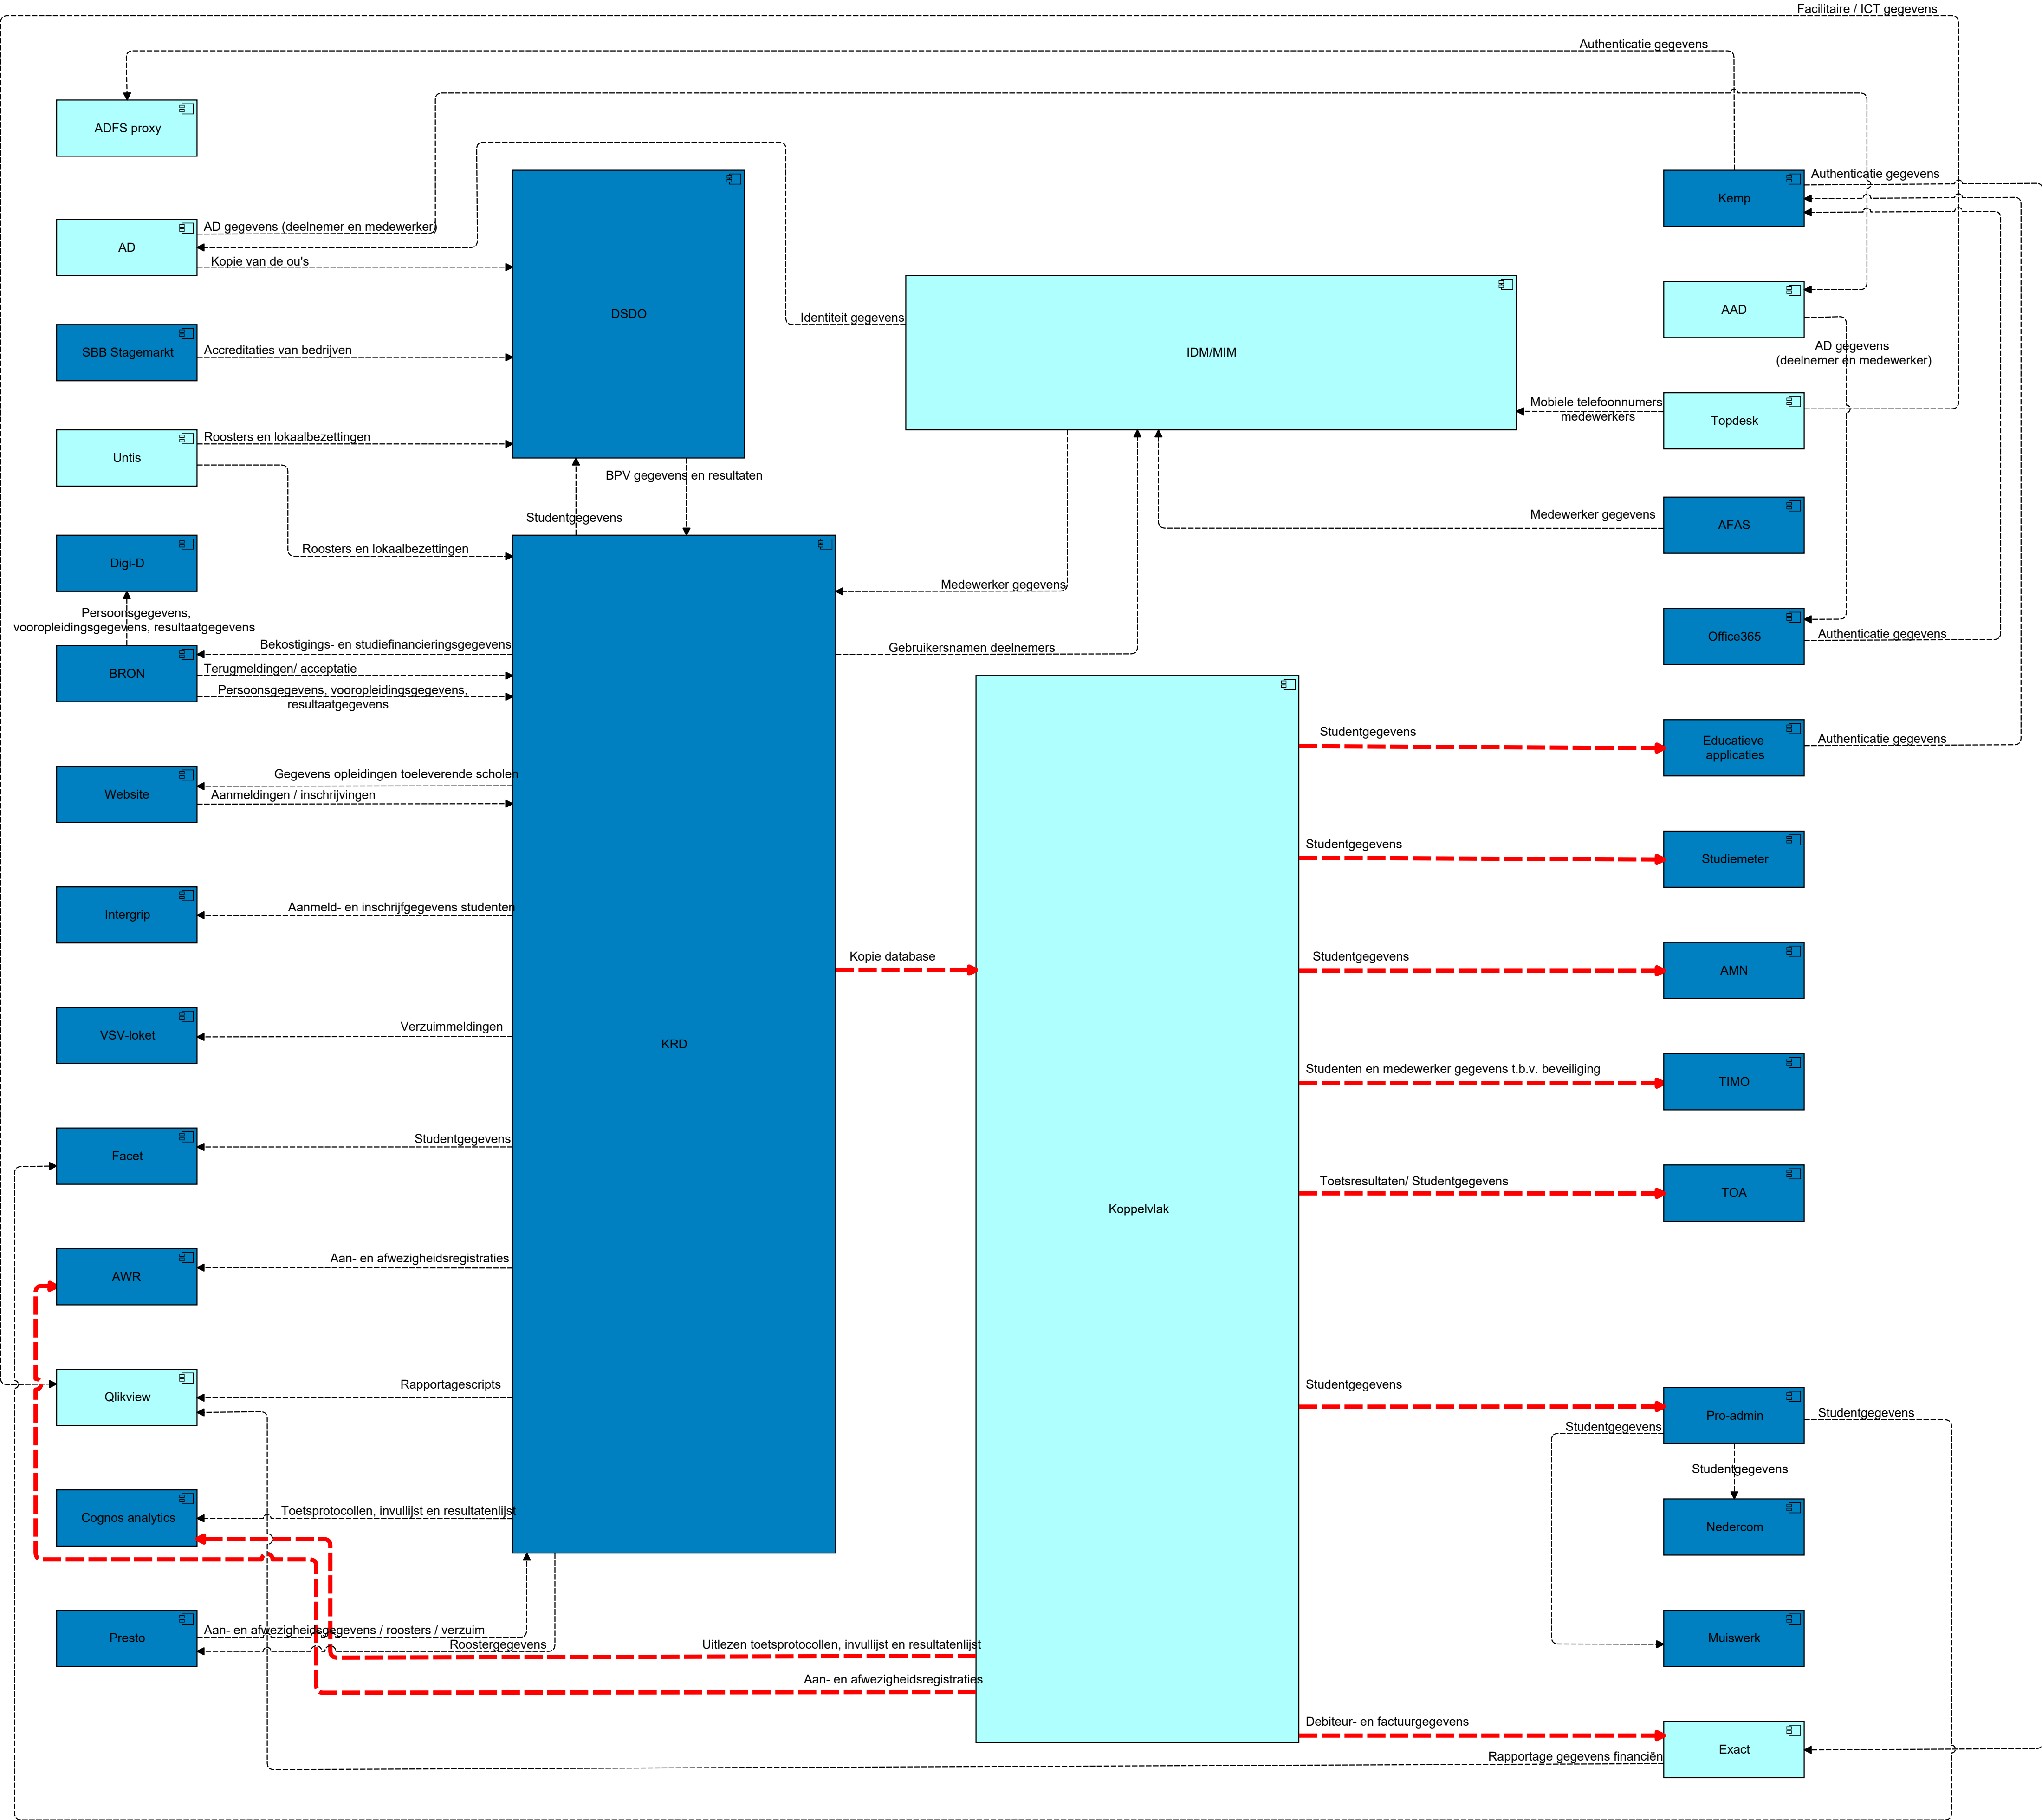 Facilitaire / ICT gegevens
Authenticatie gegevens
ADFS proxy
Kemp
Authenticatie gegevens
AD
AD gegevens (deelnemer en medewerker)
Kopie van de ou's
DSDO
Identiteit gegevens
IDM/MIM
AAD
AD gegevens
(deelnemer en medewerker)
SBB Stagemarkt
Accreditaties van bedrijven
Mobiele telefoonnumers
medewerkers
Topdesk
Untis
Roosters en lokaalbezettingen
BPV gegevens en resultaten
Studentgegevens
Medewerker gegevens
AFAS
Roosters en lokaalbezettingen
Digi-D
Medewerker gegevens
Persoonsgegevens,
vooropleidingsgegevens, resultaatgegevens
Office365
Authenticatie gegevens
Bekostigings- en studiefinancieringsgegevens
Gebruikersnamen deelnemers
BRON
Terugmeldingen/ acceptatie
Persoonsgegevens, vooropleidingsgegevens,
resultaatgegevens
Studentgegevens
Educatieve
applicaties
Authenticatie gegevens
Gegevens opleidingen toeleverende scholen
Website
Aanmeldingen / inschrijvingen
Studentgegevens
Studiemeter
Aanmeld- en inschrijfgegevens studenten
Intergrip
Kopie database
Studentgegevens
AMN
Verzuimmeldingen
VSV-loket
KRD
Studenten en medewerker gegevens t.b.v. beveiliging
TIMO
Studentgegevens
Facet
Toetsresultaten/ Studentgegevens
TOA
Koppelvlak
Aan- en afwezigheidsregistraties
AWR
Rapportagescripts
Qlikview
Studentgegevens
Pro-admin
Studentgegevens
Studentgegevens
Studentgegevens
Toetsprotocollen, invullijst en resultatenlijst
Cognos analytics
Nedercom
Presto
Aan- en afwezigheidsgegevens / roosters / verzuim
Roostergegevens
Uitlezen toetsprotocollen, invullijst en resultatenlijst
Muiswerk
Aan- en afwezigheidsregistraties
Debiteur- en factuurgegevens
Exact
Rapportage gegevens financiën